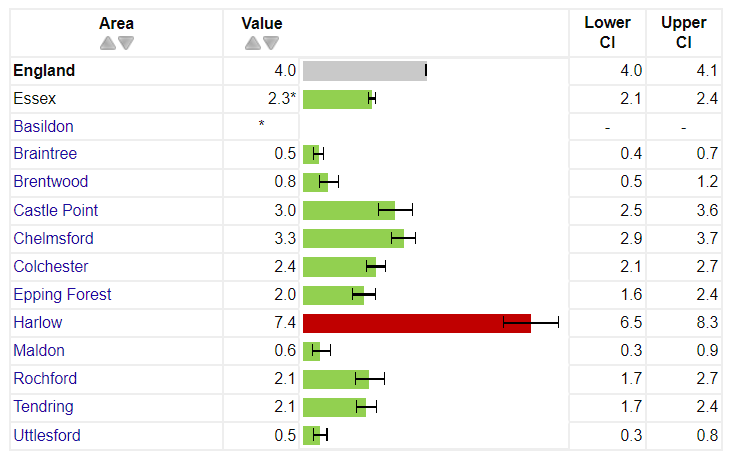 Area Value Lower CI Upper CI
England 4.0 4.0 4.1
Essex 2.3* 2.1 2.4
Basildon * - -
Braintree 0.5 0.4 0.7
Brentwood 0.8 0.5 1.2
Castle Point 3.0 2.5 3.6
Chelmsford 3.3 2.9 3.7
Colchester 2.4 2.1 2.7
Epping Forest 2.0 1.6 2.4
Harlow 7.4 6.5 8.3
Maldon 0.6 0.3 0.9
Rochford 2.1 1.7 2.7
Tendring 2.1 1.7 2.4
Uttlesford 0.5 0.3 0.8